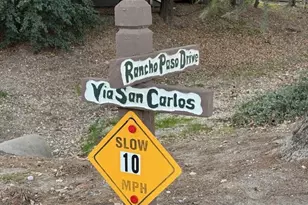 Rancho Paso Drive
Via San Carlos
SLOW
10
MPH